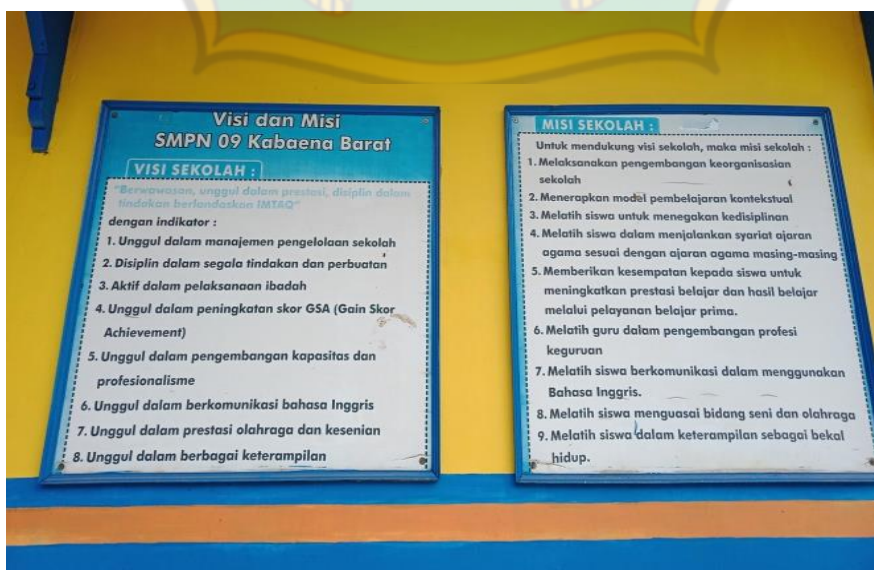 Visi dan Misi
SMPN 09 Kabaena Barat
VISI SEKOLAH :
"Berwawasan, unggul dalam prestasi, disiplin dalam
tindakan berlandaskan IMTAQ"
dengan indikator :
1. Unggul dalam manajemen pengelolaan sekolah
2. Disiplin dalam segala tindakan dan perbuatan
3. Aktif dalam pelaksanaan ibadah
4. Unggul dalam peningkatan skor GSA (Gain Skor
Achievement)
5. Unggul dalam pengembangan kapasitas dan
profesionalisme
6. Unggul dalam berkomunikasi bahasa Inggris
7. Unggul dalam prestasi olahraga dan kesenian
8. Unggul dalam berbagai keterampilan
MISI SEKOLAH :
Untuk mendukung visi sekolah, maka misi sekolah :
1. Melaksanakan pengembangan keorganisasian
sekolah
2. Menerapkan model pembelajaran kontekstual
3. Melatih siswa untuk menegakan kedisiplinan
4. Melatih siswa dalam menjalankan syariat ajaran
agama sesuai dengan ajaran agama masing-masing
5. Memberikan kesempatan kepada siswa untuk
meningkatkan prestasi belajar dan hasil belajar
melalui pelayanan belajar prima.
6. Melatih guru dalam pengembangan profesi
keguruan
7. Melatih siswa berkomunikasi dalam menggunakan
Bahasa Inggris.
8. Melatih siswa menguasai bidang seni dan olahraga
9. Melatih siswa dalam keterampilan sebagai bekal
hidup.